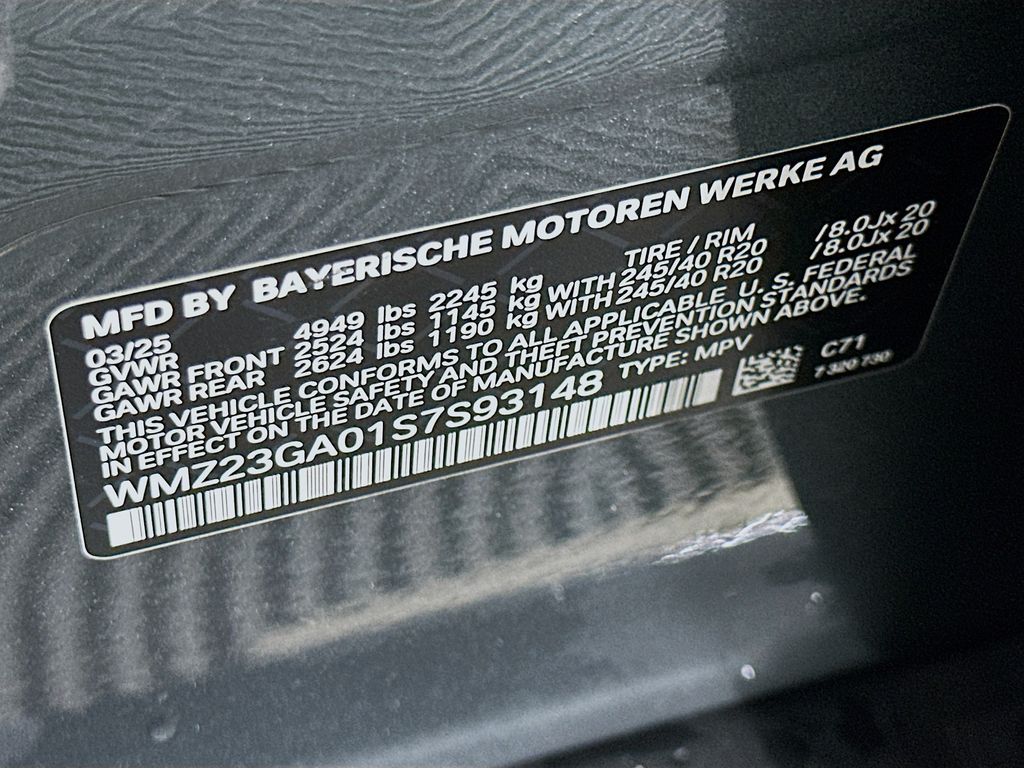 MFD BY BAYERISCHE MOTOREN WERKE AG
03/25 TIRE / RIM
GVWR 4949 lbs 2245 kg
GAWR FRONT 2524 lbs 1145 kg WITH 245/40 R20 /8.0Jx 20
GAWR REAR 2624 lbs 1190 kg WITH 245/40 R20 /8.0Jx 20
THIS VEHICLE CONFORMS TO ALL APPLICABLE U. S. FEDERAL
MOTOR VEHICLE SAFETY AND THEFT PREVENTION STANDARDS
IN EFFECT ON THE DATE OF MANUFACTURE SHOWN ABOVE.
WMZ23GA01S7S93148 TYPE: MPV C71
7 320 730